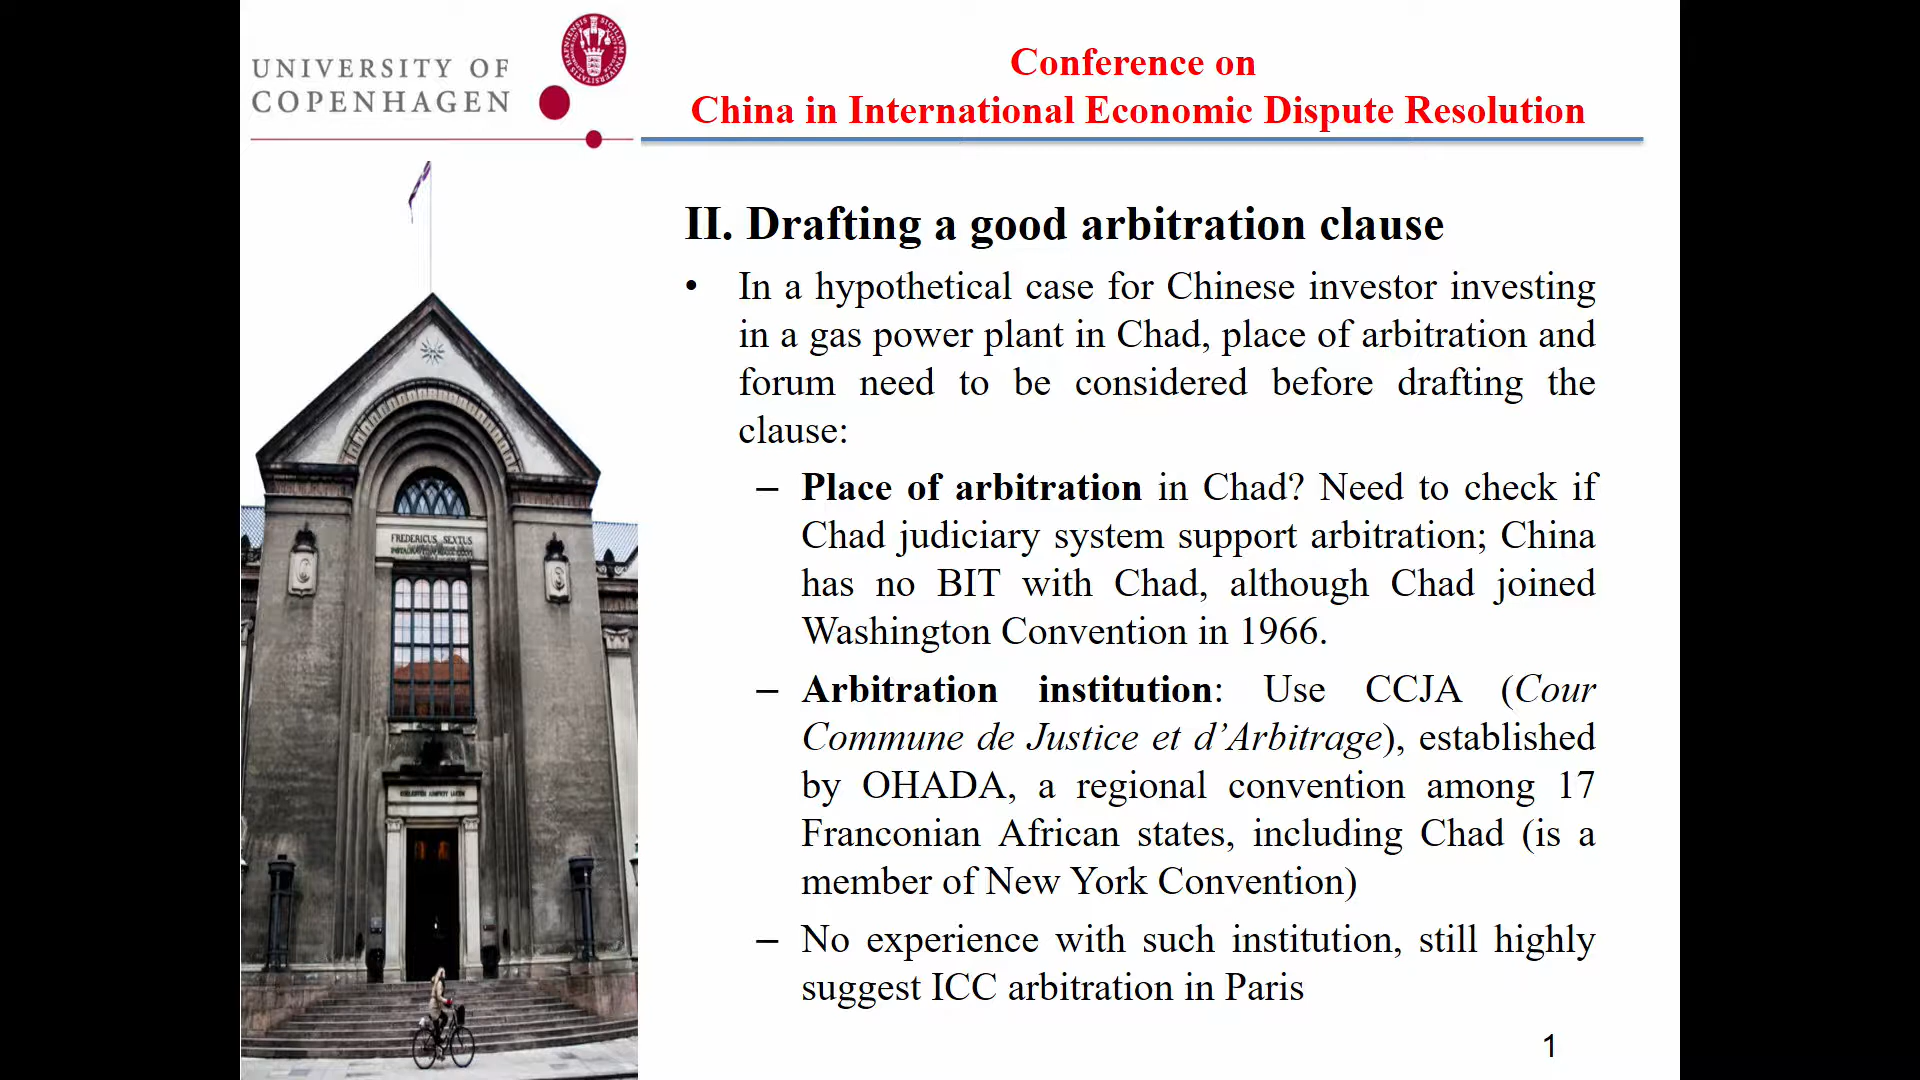 UNIVERSITY OF
COPENHAGEN
Conference on
China in International Economic Dispute Resolution
II. Drafting a good arbitration clause
• In a hypothetical case for Chinese investor investing
in a gas power plant in Chad, place of arbitration and
forum need to be considered before drafting the
clause:
– Place of arbitration in Chad? Need to check if
Chad judiciary system support arbitration; China
has no BIT with Chad, although Chad joined
Washington Convention in 1966.
– Arbitration institution: Use CCJA (Cour
Commune de Justice et d’Arbitrage), established
by OHADA, a regional convention among 17
Franconian African states, including Chad (is a
member of New York Convention)
– No experience with such institution, still highly
suggest ICC arbitration in Paris
FREDERICUS SEXTUS
1